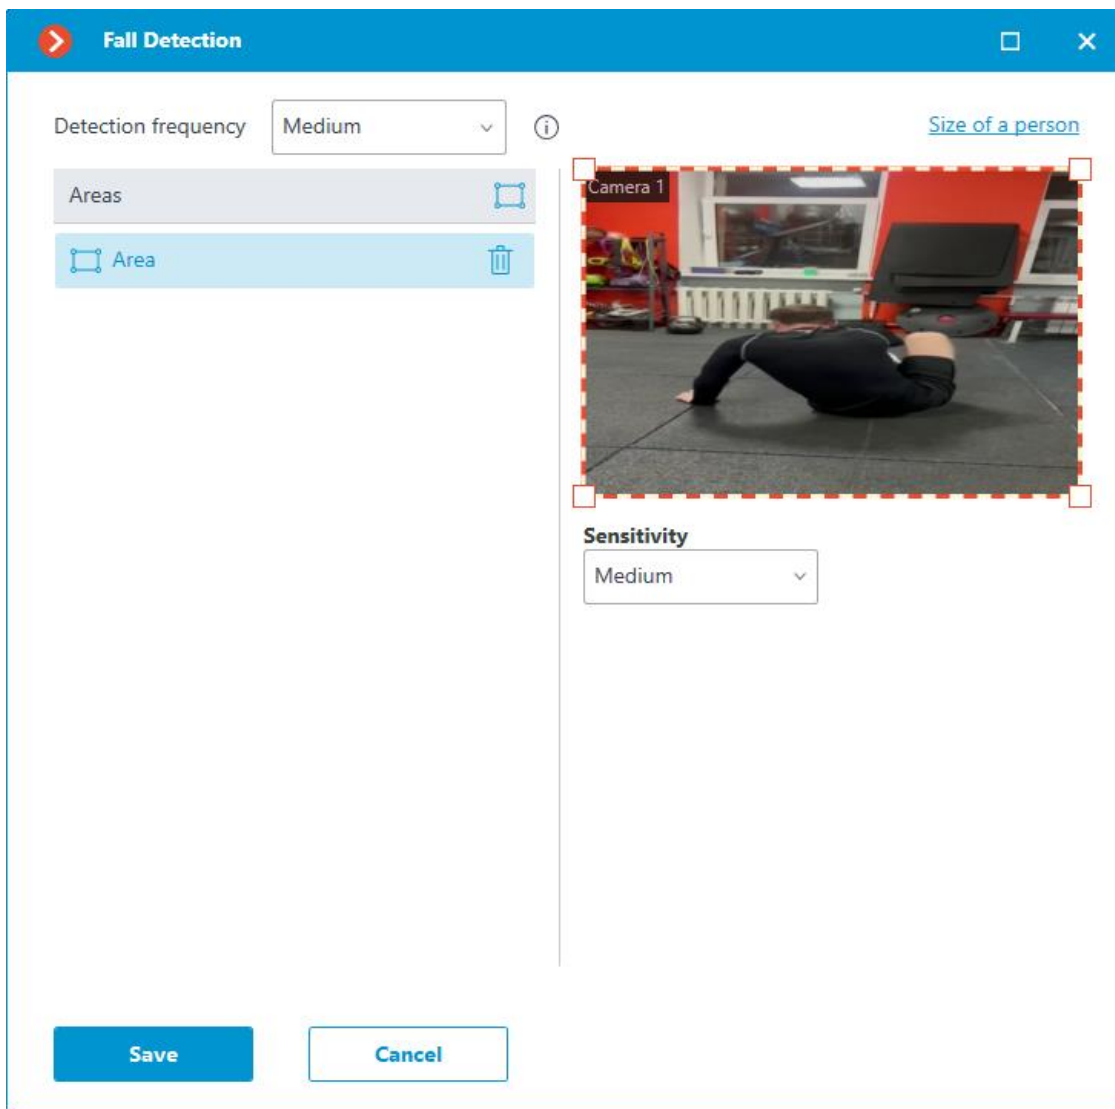 Fall Detection
Detection frequency Medium
Size of a person
Areas
Area
Camera 1
Sensitivity
Medium
Save Cancel